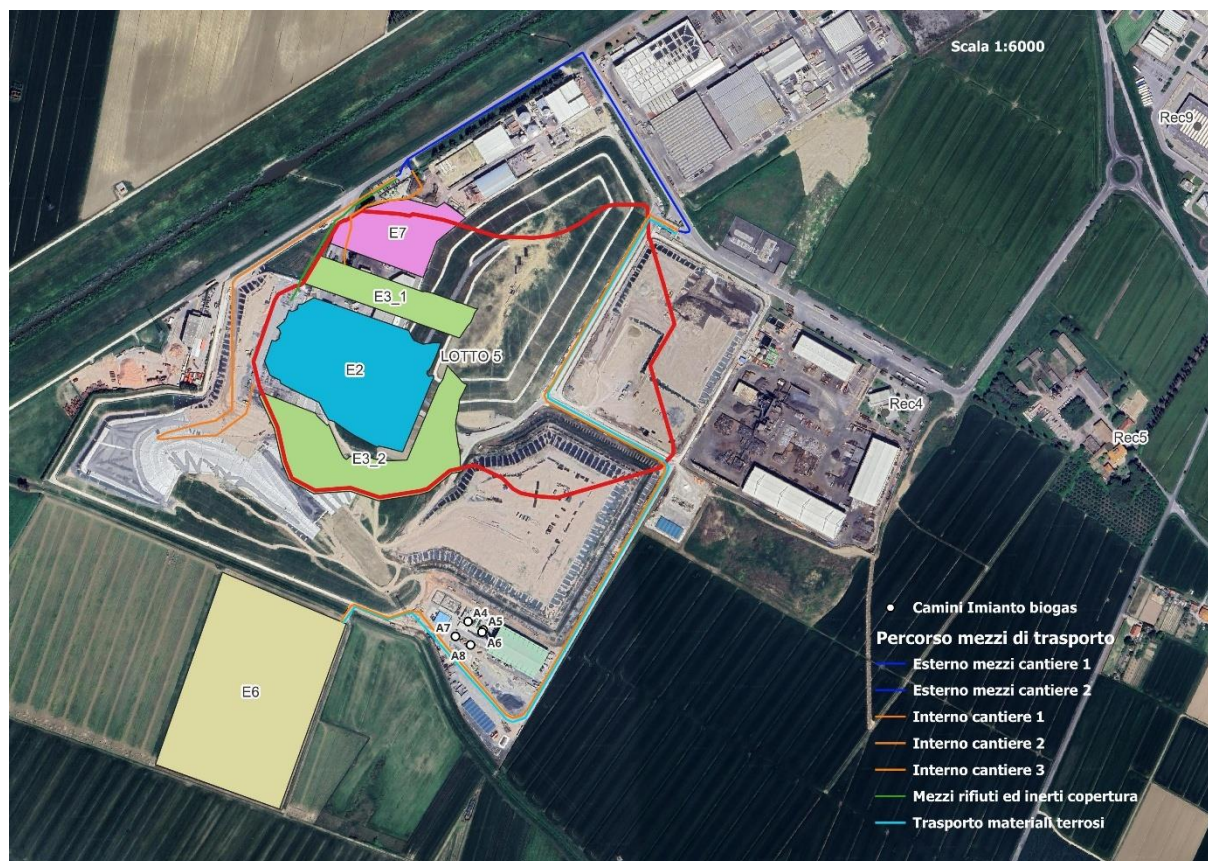 Scala 1:6000
Rec9
E7
E3_1
LOTTO 5
E2
Rec4
Rec5
E3_2
A4
A5
A7
A6
A8
E6
Camini Imianto biogas
Percorso mezzi di trasporto
Esterno mezzi cantiere 1
Esterno mezzi cantiere 2
Interno cantiere 1
Interno cantiere 2
Interno cantiere 3
Mezzi rifiuti ed inerti copertura
Trasporto materiali terrosi